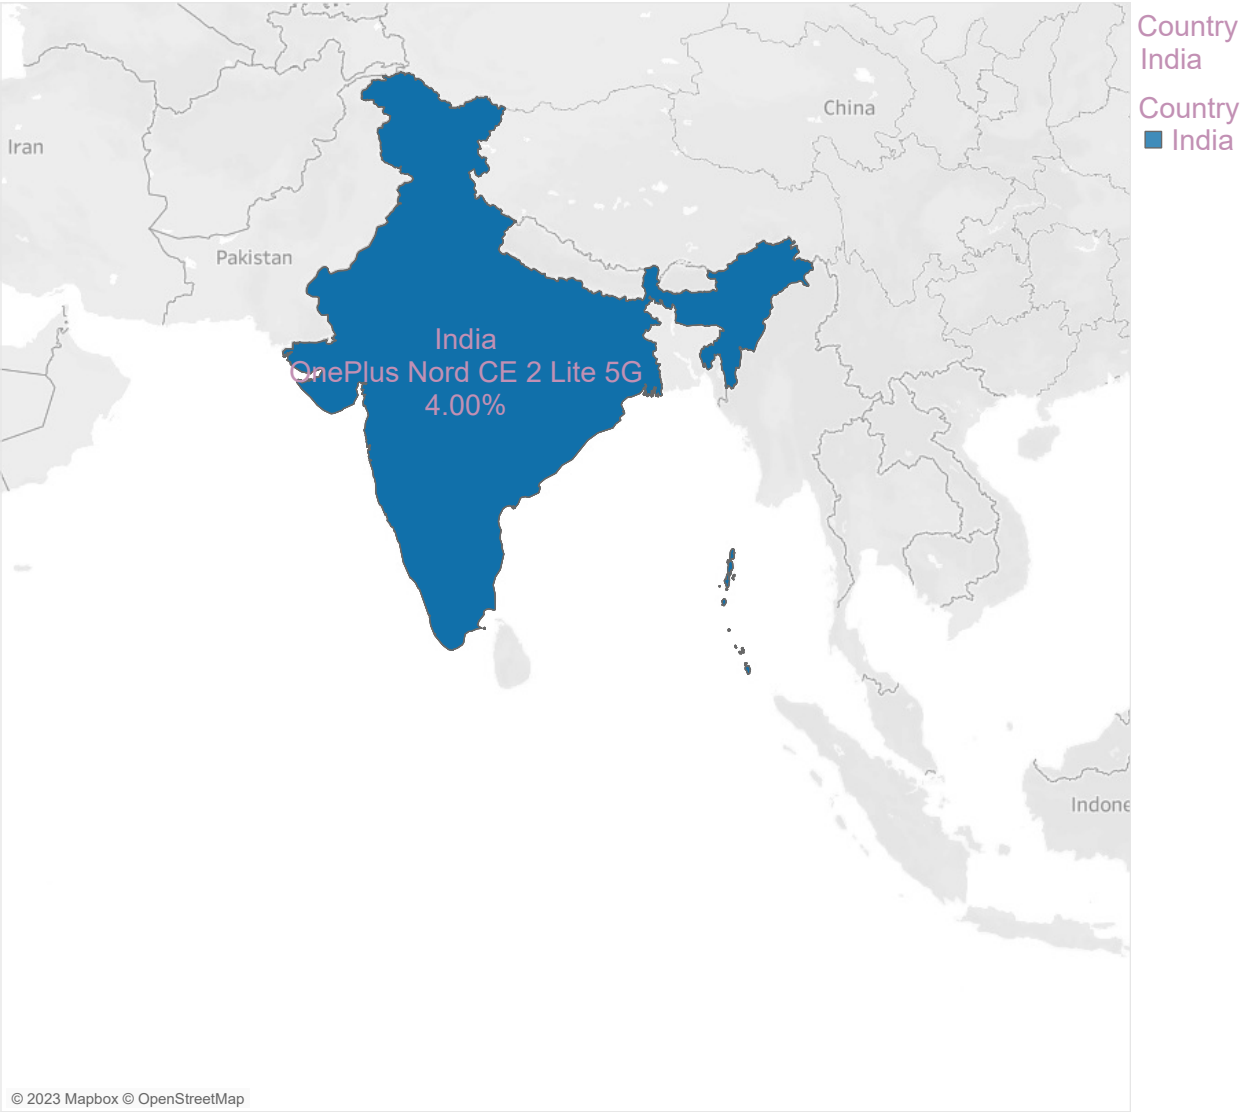 Country
India
Country
India
China
Iran
Pakistan
India
OnePlus Nord CE 2 Lite 5G
4.00%
Indone
© 2023 Mapbox © OpenStreetMap